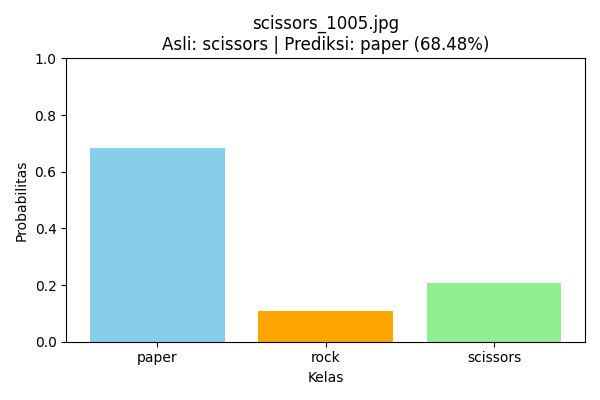 scissors_1005.jpg
Asli: scissors | Prediksi: paper (68.48%)
1.0
0.8
0.6
0.4
0.2
0.0
Probabilitas
paper rock scissors
Kelas